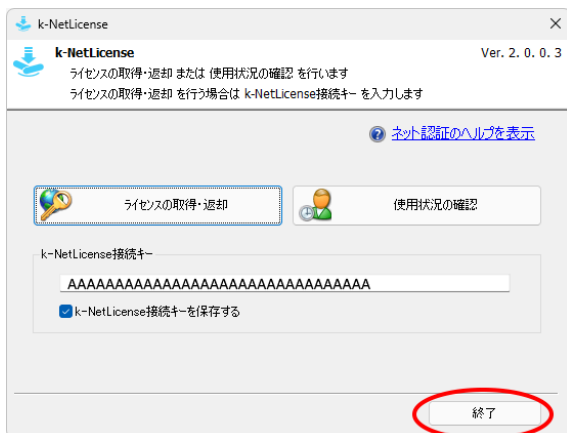 k-NetLicense
k-NetLicense
Ver. 2. 0. 0. 3
ライセンスの取得・返却 または 使用状況の確認 を行います
ライセンスの取得・返却 を行う場合は k-NetLicense接続キー を入力します
ネット認証のヘルプを表示
ライセンスの取得・返却
使用状況の確認
k-NetLicense接続キー
AAAAAAAAAAAAAAAAAAAAAAAAAAAAAAAA
k-NetLicense接続キーを保存する
終了